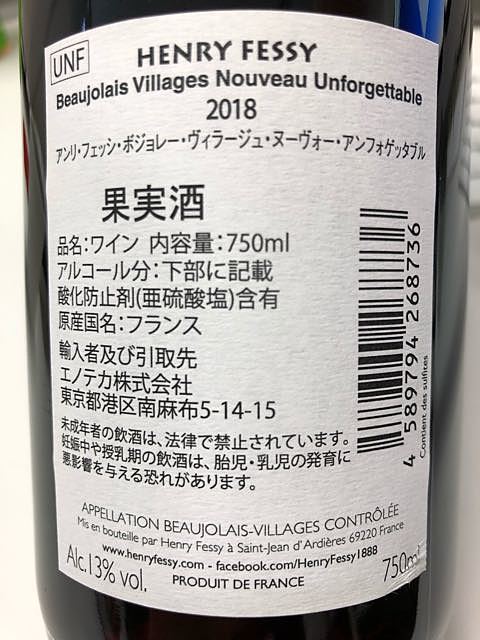 UNF
HENRY FESSY
Beaujolais Villages Nouveau Unforgettable
2018
アンリ・フェッシ・ボジョレー・ヴィラージュ・ヌーヴォー・アンフォゲッタブル
果実酒
品名：ワイン 内容量：750ml
アルコール分：下部に記載
酸化防止剤(亜硫酸塩)含有
原産国名：フランス
輸入者及び引取先
エノテカ株式会社
東京都港区南麻布5-14-15
未成年者の飲酒は、法律で禁止されています。
妊娠中や授乳期の飲酒は、胎児・乳児の発育に
悪影響を与える恐れがあります。
4 589794 268736
Contient des sulfites
APPELLATION BEAUJOLAIS-VILLAGES CONTRÔLÉE
Mis en bouteille par Henry Fessy à Saint-Jean d'Ardières 69220 France
www.henryfessy.com - facebook.com/HenryFessy1888
Alc.13% vol.
PRODUIT DE FRANCE
750ml